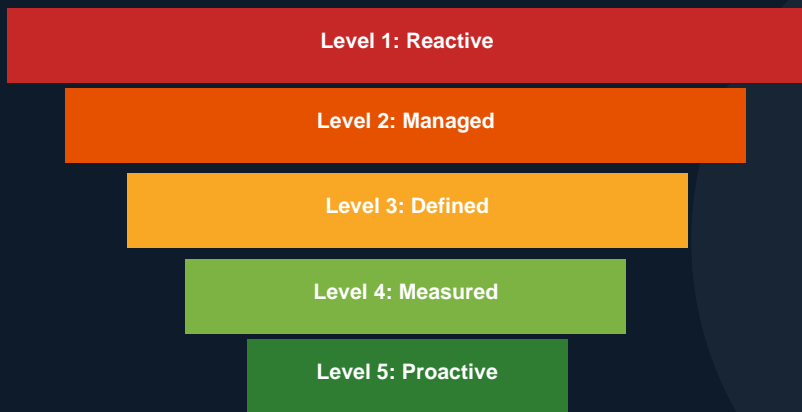 Level 1: Reactive
Level 2: Managed
Level 3: Defined
Level 4: Measured
Level 5: Proactive